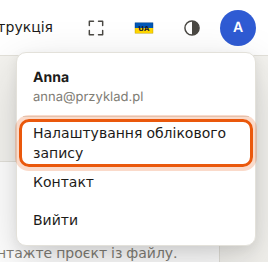 трукція
UA
A
Anna
anna@przyklad.pl
Налаштування облікового
запису
Контакт
Вийти
нтажте проєкт із файлу.